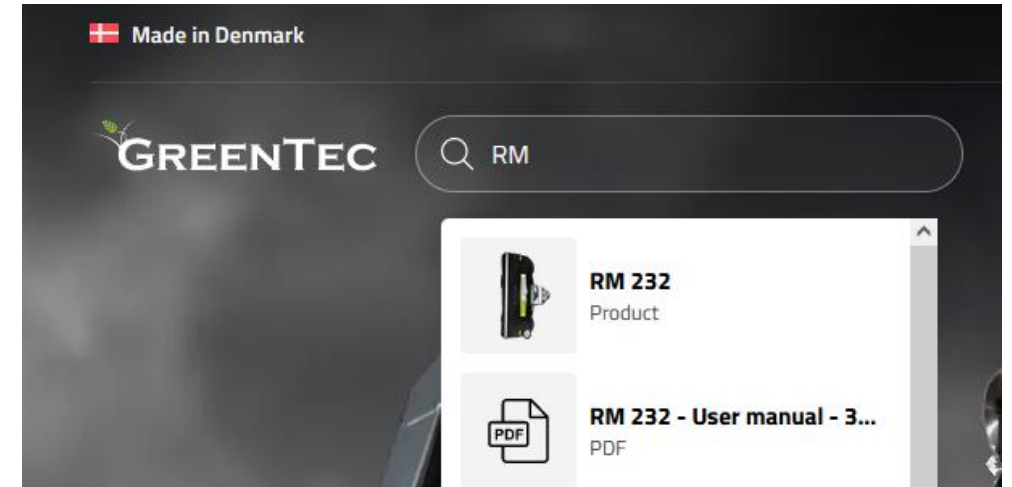 Made in Denmark
GREENTEC
RM
RM 232
Product
RM 232 - User manual - 3...
PDF
PDF